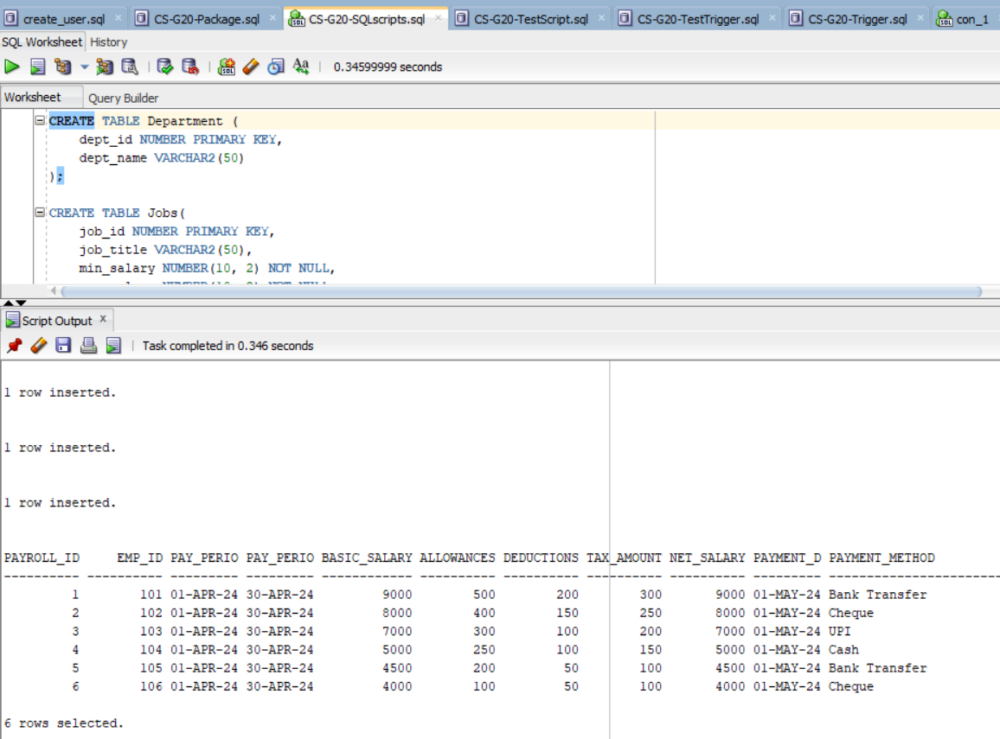 create_user.sql CS-G20-Package.sql CS-G20-SQLscripts.sql CS-G20-TestScript.sql CS-G20-TestTrigger.sql CS-G20-Trigger.sql con_1
SQL Worksheet History
0.34599999 seconds
Worksheet Query Builder
CREATE TABLE Department (
dept_id NUMBER PRIMARY KEY,
dept_name VARCHAR2(50)
);
CREATE TABLE Jobs(
job_id NUMBER PRIMARY KEY,
job_title VARCHAR2(50),
min_salary NUMBER(10, 2) NOT NULL,
Script Output x
Task completed in 0.346 seconds
1 row inserted.
1 row inserted.
1 row inserted.
PAYROLL_ID EMP_ID PAY_PERIO PAY_PERIO BASIC_SALARY ALLOWANCES DEDUCTIONS TAX_AMOUNT NET_SALARY PAYMENT_D PAYMENT_METHOD
1 101 01-APR-24 30-APR-24 9000 500 200 300 9000 01-MAY-24 Bank Transfer
2 102 01-APR-24 30-APR-24 8000 400 150 250 8000 01-MAY-24 Cheque
3 103 01-APR-24 30-APR-24 7000 300 100 200 7000 01-MAY-24 UPI
4 104 01-APR-24 30-APR-24 5000 250 100 150 5000 01-MAY-24 Cash
5 105 01-APR-24 30-APR-24 4500 200 50 100 4500 01-MAY-24 Bank Transfer
6 106 01-APR-24 30-APR-24 4000 100 50 100 4000 01-MAY-24 Cheque
6 rows selected.